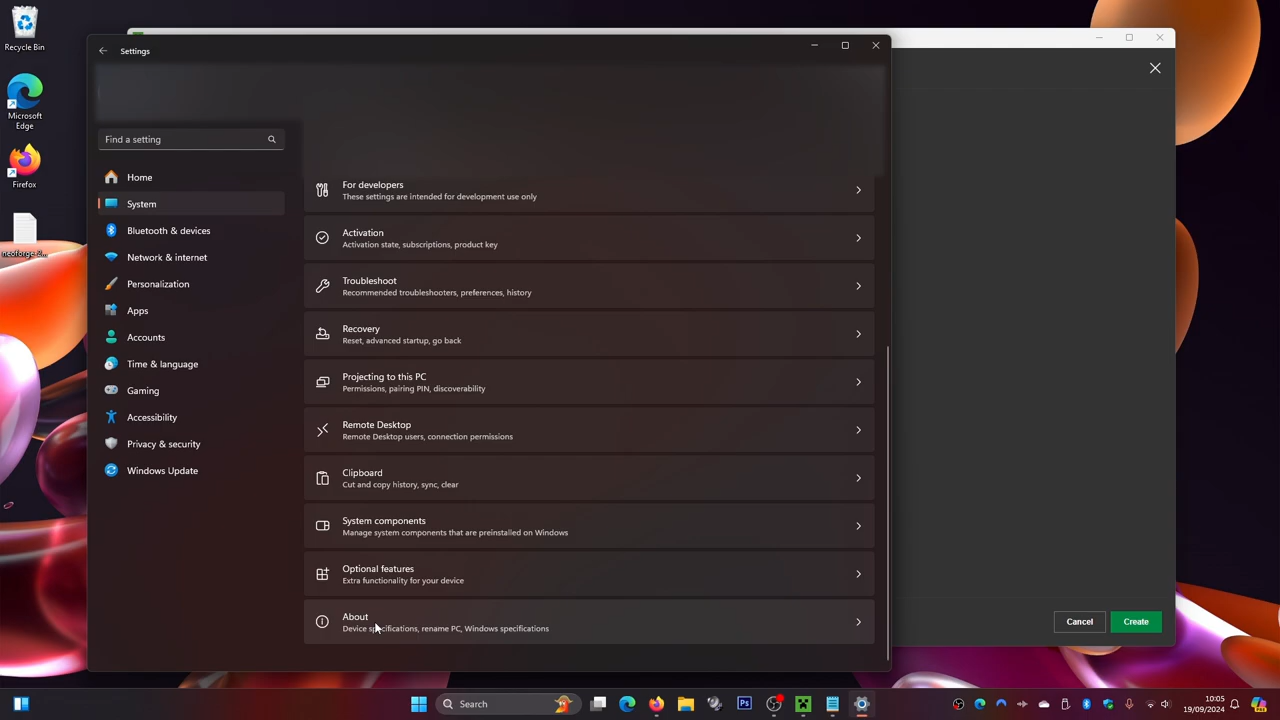 Recycle Bin
Microsoft
Edge
Firefox
neoforge-2...
Settings
Find a setting
Home
System
Bluetooth & devices
Network & internet
Personalization
Apps
Accounts
Time & language
Gaming
Accessibility
Privacy & security
Windows Update
For developers
These settings are intended for development use only
Activation
Activation state, subscriptions, product key
Troubleshoot
Recommended troubleshooters, preferences, history
Recovery
Reset, advanced startup, go back
Projecting to this PC
Permissions, pairing PIN, discoverability
Remote Desktop
Remote Desktop users, connection permissions
Clipboard
Cut and copy history, sync, clear
System components
Manage system components that are preinstalled on Windows
Optional features
Extra functionality for your device
About
Device specifications, rename PC, Windows specifications
Cancel
Create
Search
Ps
10:05
19/09/2024